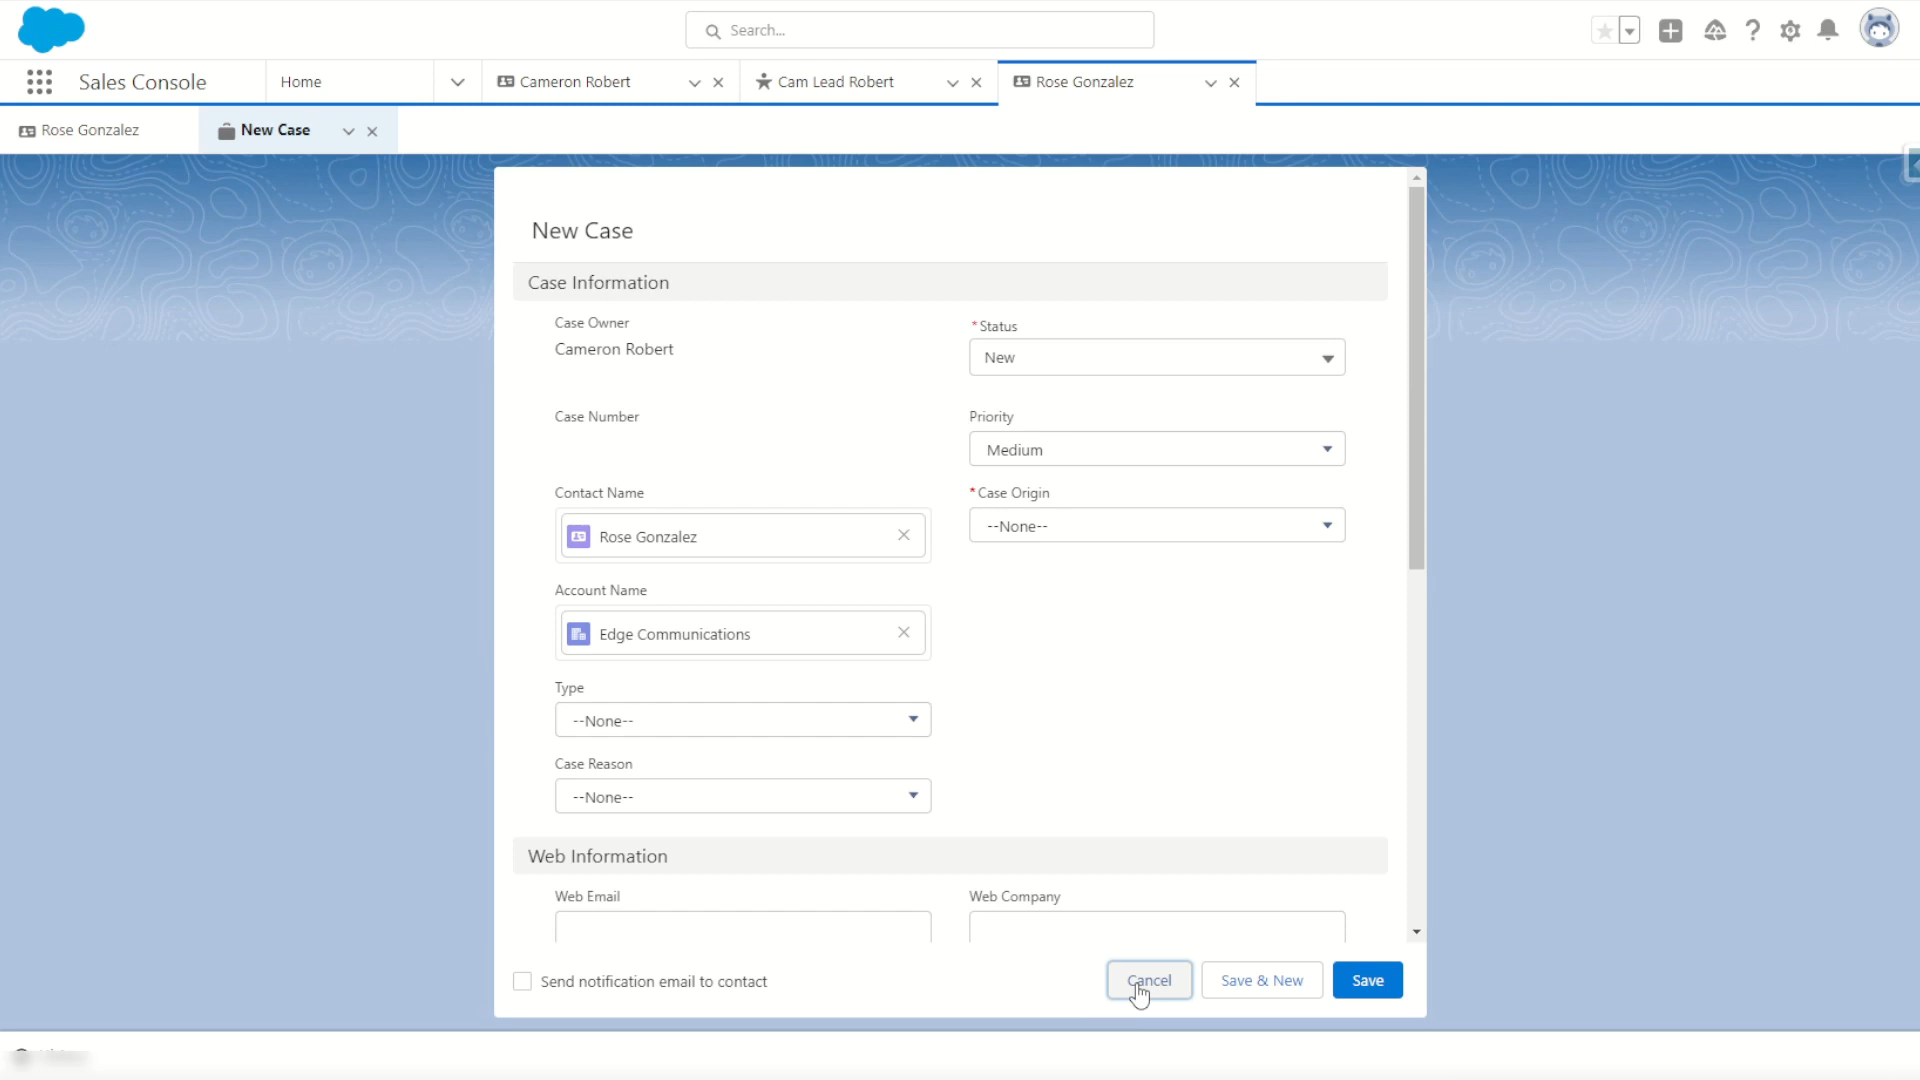 Search...
Sales Console
Home
Cameron Robert
Cam Lead Robert
Rose Gonzalez
Rose Gonzalez
New Case
New Case
Case Information
Case Owner
Cameron Robert
*Status
New
Case Number
Priority
Medium
Contact Name
Rose Gonzalez
*Case Origin
--None--
Account Name
Edge Communications
Type
--None--
Case Reason
--None--
Web Information
Web Email
Web Company
Send notification email to contact
Cancel
Save & New
Save